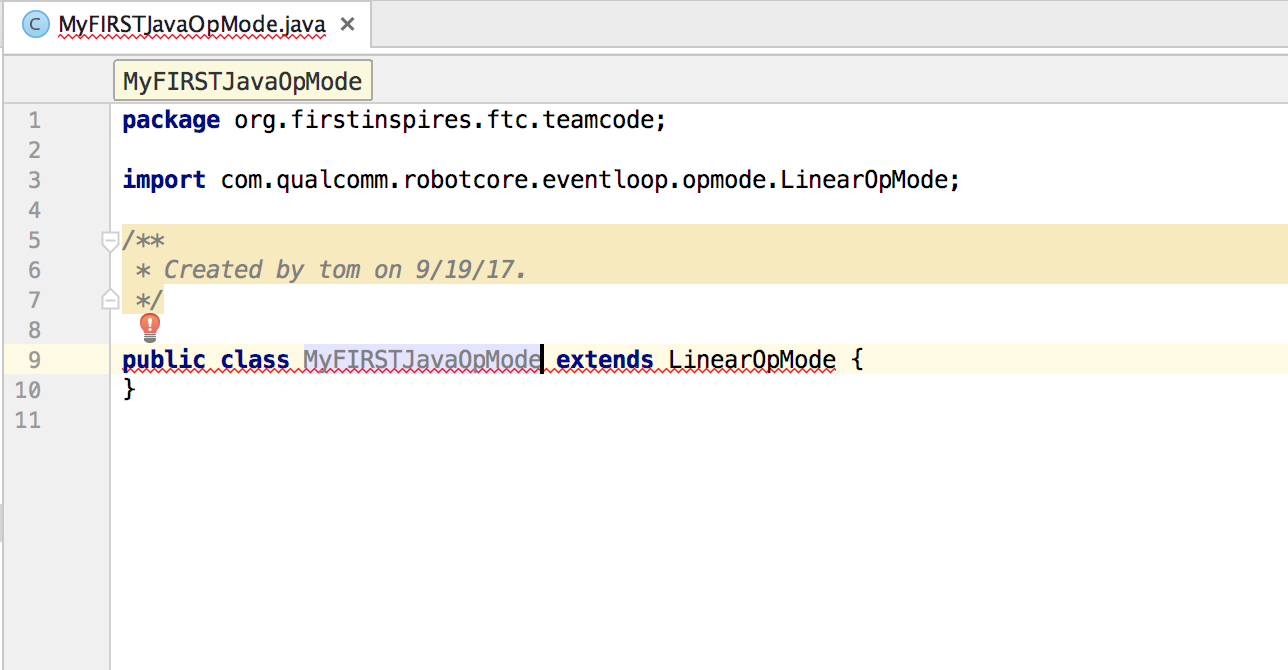 MyFIRSTJavaOpMode.java
MyFIRSTJavaOpMode
1 package org.firstinspires.ftc.teamcode;
2
3 import com.qualcomm.robotcore.eventloop.opmode.LinearOpMode;
4
5 /**
6 * Created by tom on 9/19/17.
7 */
8
9 public class MyFIRSTJavaOpMode extends LinearOpMode {
10 }
11